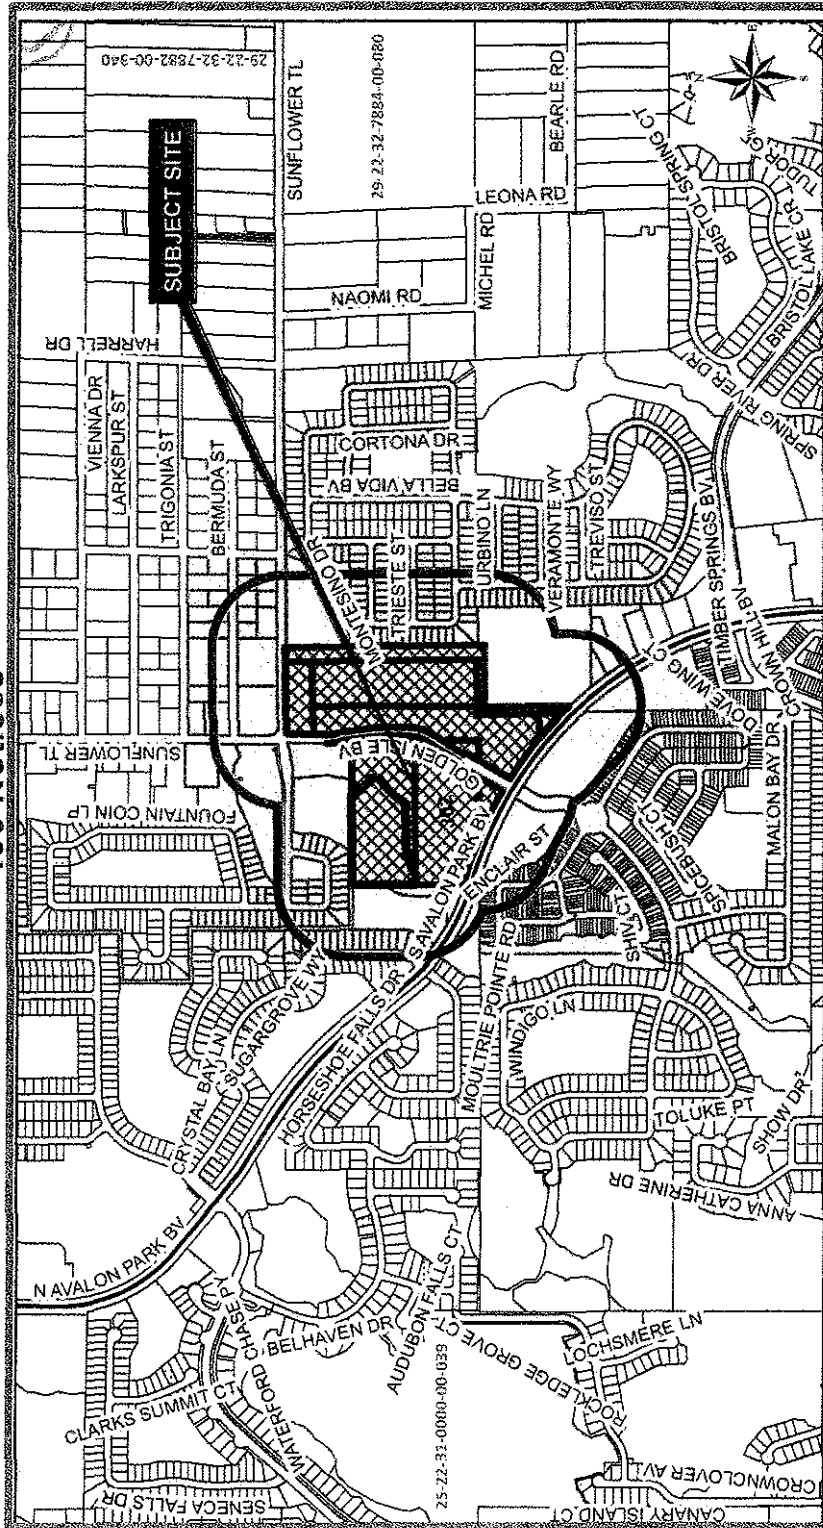 29-22-32-7882-00-340
SUNFLOWER TL
29-22-32-7884-00-080
BEARLE RD
SUBJECT SITE
LEONA RD
MICHEL RD
NAOMI RD
HARRELL DR
BRISTOL SPRING CT
TUDOR CT
BRISTOL LAKE CR
SPRING RIVER DR
N
E
S
W
VIENNA DR
LARKSPUR ST
TRIGONIA ST
BERMUDA ST
CORTONA DR
BELLA VIDA BV
MONTESINO DR
TRIESTE ST
URBINO LN
VERAMONTE WY
TREVISO ST
TIMBER SPRINGS BV
CROWN HILL BV
DOVE WING CT
SUNFLOWER TL
GOLDEN ISLE BV
FOUNTAIN COIN LP
S AVALON PARK BV
ENCLAIR ST
SPICEBUSH CT
MALON BAY DR
SHIV CT
CRYSTAL BAY LN
SUGARGROVE WY
HORSESHOE FALLS DR
MOULTRIE POINTE RD
WINDIGO LN
TOLUKE PT
SHOW DR
ANNA CATHERINE DR
N AVALON PARK BV
WATERFORD CHASE PY
BELHAVEN DR
AUDUBON FALLS CT
ROCKLEDGE GROVE CT
LOCHSMERE LN
CLARKS SUMMIT CT
SENECA FALLS DR
25-22-31-0000-00-039
CROWNCLOVER AV
CANARY ISLAND CT